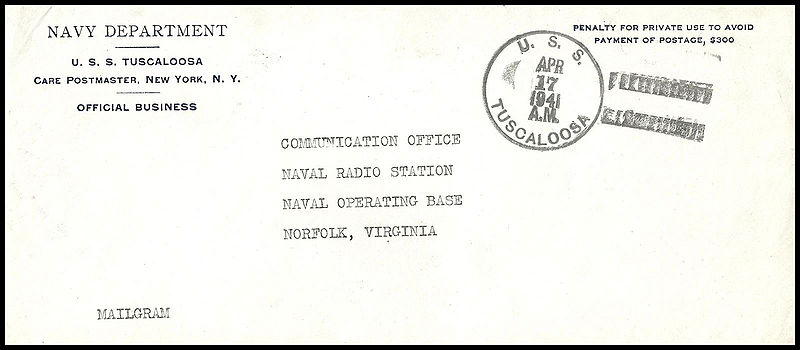 NAVY DEPARTMENT
U. S. S. TUSCALOOSA
CARE POSTMASTER, NEW YORK, N. Y.
OFFICIAL BUSINESS
PENALTY FOR PRIVATE USE TO AVOID
PAYMENT OF POSTAGE, $300
U. S. S.
APR
17
1941
A.M.
TUSCALOOSA
COMMUNICATION OFFICE
NAVAL RADIO STATION
NAVAL OPERATING BASE
NORFOLK, VIRGINIA
MAILGRAM